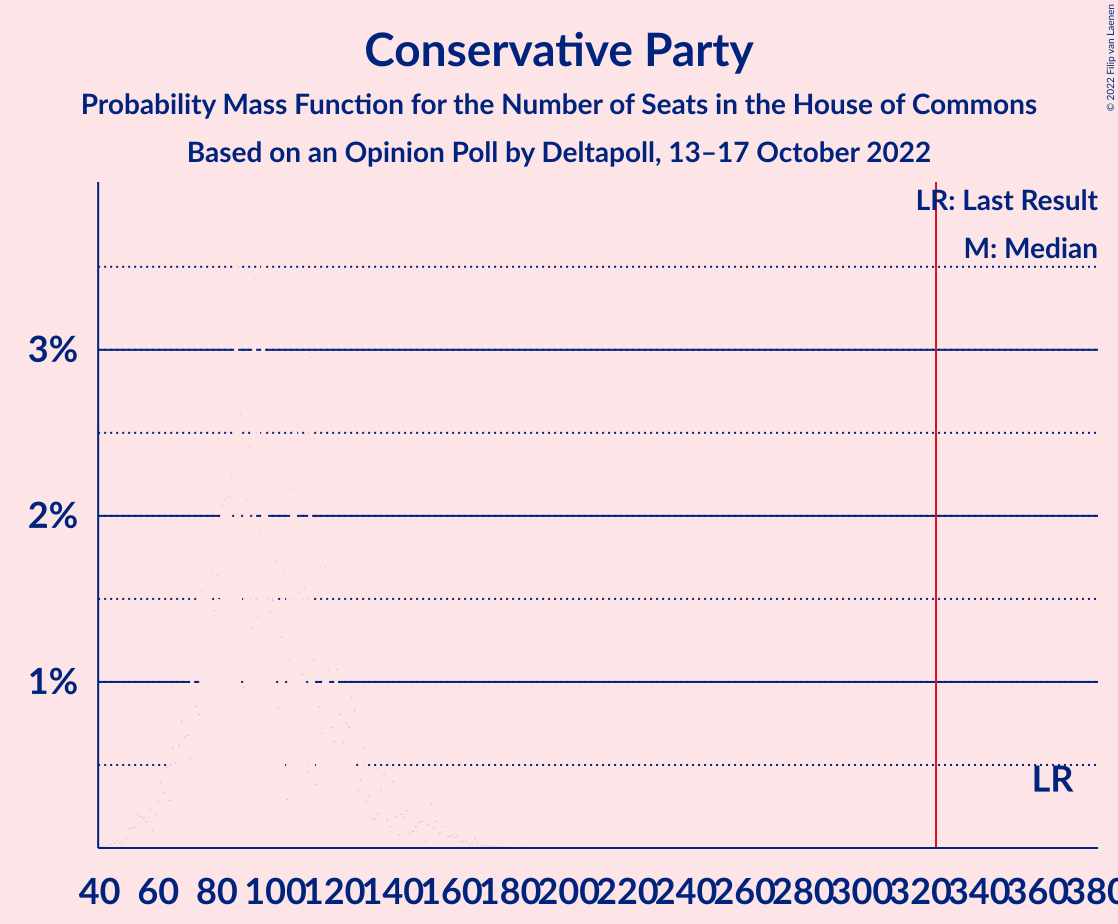 Conservative Party
Probability Mass Function for the Number of Seats in the House of Commons
Based on an Opinion Poll by Deltapoll, 13–17 October 2022
© 2022 Filip van Laenen
LR: Last Result
M: Median
3%
2%
1%
LR
40 60 80 100 120 140 160 180 200 220 240 260 280 300 320 340 360 380